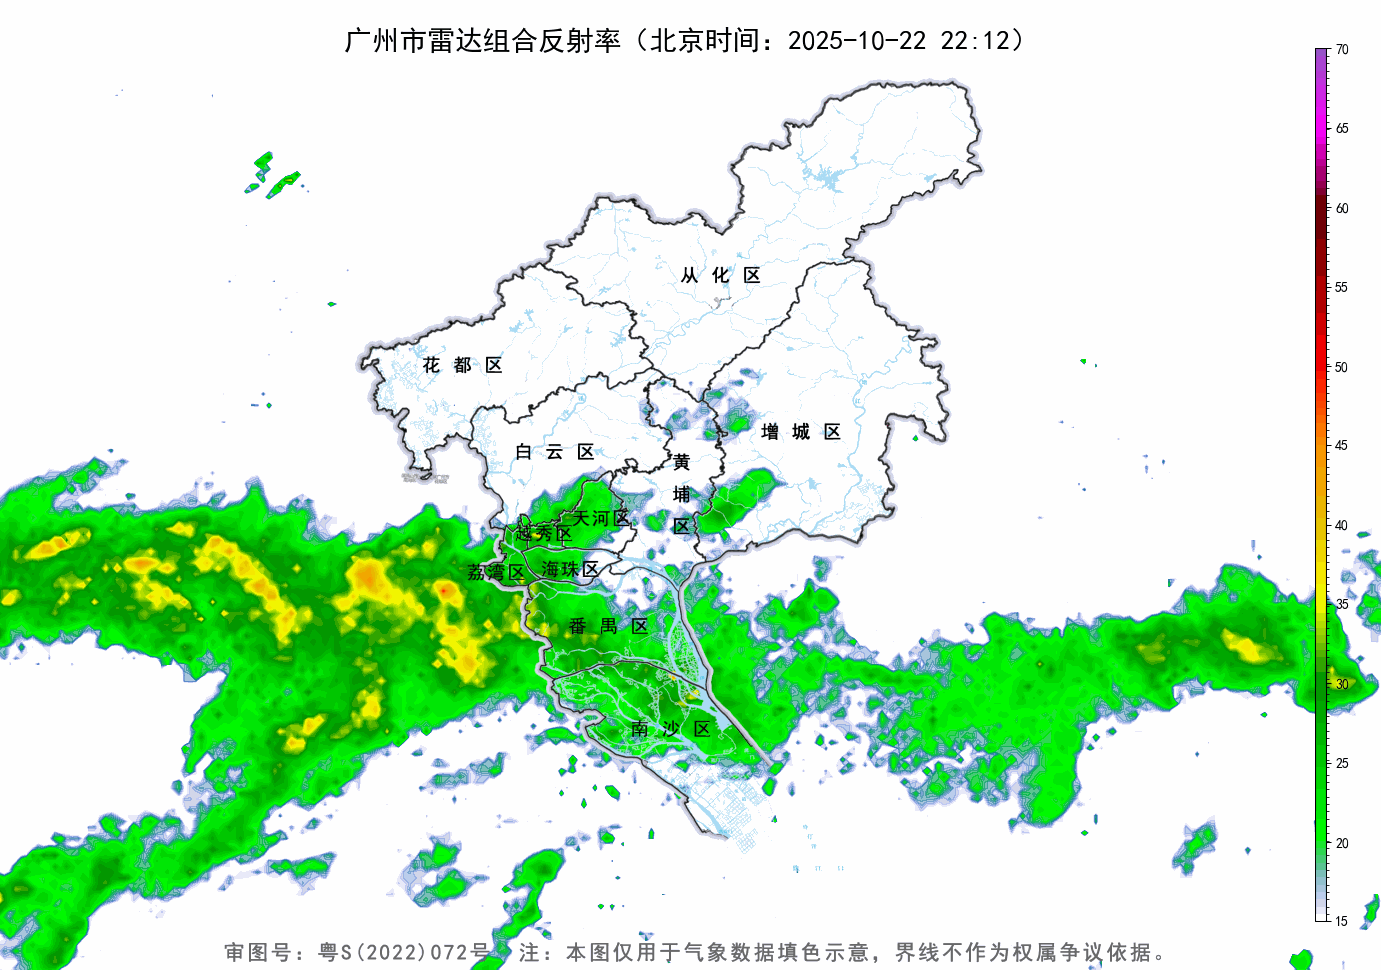 广州市雷达组合反射率（北京时间：2025-10-22 22:12）
70
65
60
55
50
45
40
35
30
25
20
15
从化区
花都区
增城区
白云区
黄埔区
天河区
越秀区
荔湾区
海珠区
番禺区
南沙区
审图号：粤S(2022)072号 注：本图仅用于气象数据填色示意，界线不作为权属争议依据。